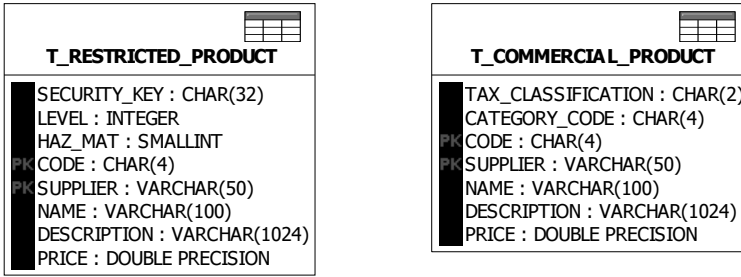 T_RESTRICTED_PRODUCT
SECURITY_KEY : CHAR(32)
LEVEL : INTEGER
HAZ_MAT : SMALLINT
PK CODE : CHAR(4)
PK SUPPLIER : VARCHAR(50)
NAME : VARCHAR(100)
DESCRIPTION : VARCHAR(1024)
PRICE : DOUBLE PRECISION
T_COMMERCIAL_PRODUCT
TAX_CLASSIFICATION : CHAR(2)
CATEGORY_CODE : CHAR(4)
PK CODE : CHAR(4)
PK SUPPLIER : VARCHAR(50)
NAME : VARCHAR(100)
DESCRIPTION : VARCHAR(1024)
PRICE : DOUBLE PRECISION